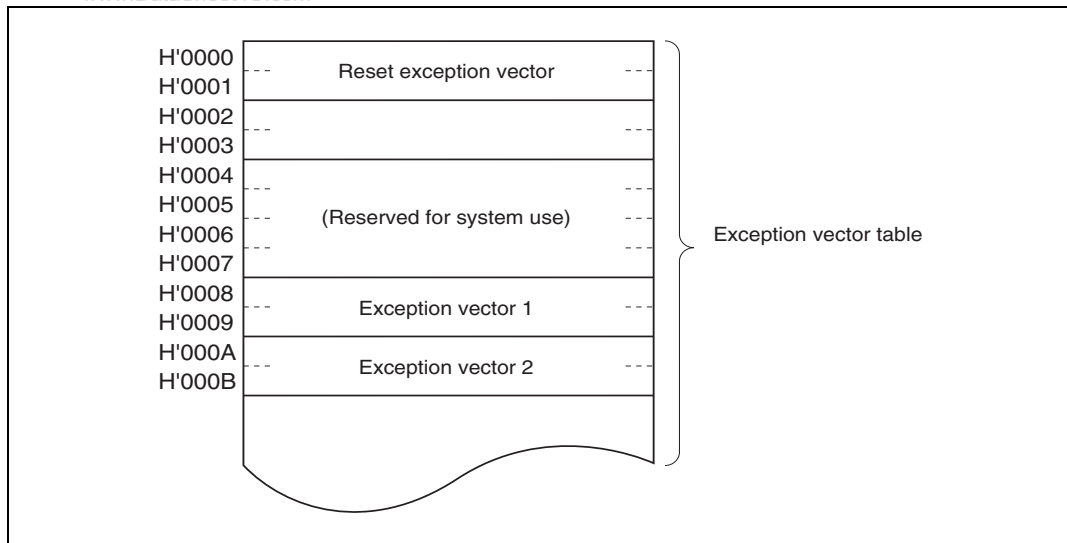 H'0000
Reset exception vector
H'0001
H'0002
H'0003
H'0004
H'0005
(Reserved for system use)
H'0006
Exception vector table
H'0007
H'0008
Exception vector 1
H'0009
H'000A
Exception vector 2
H'000B